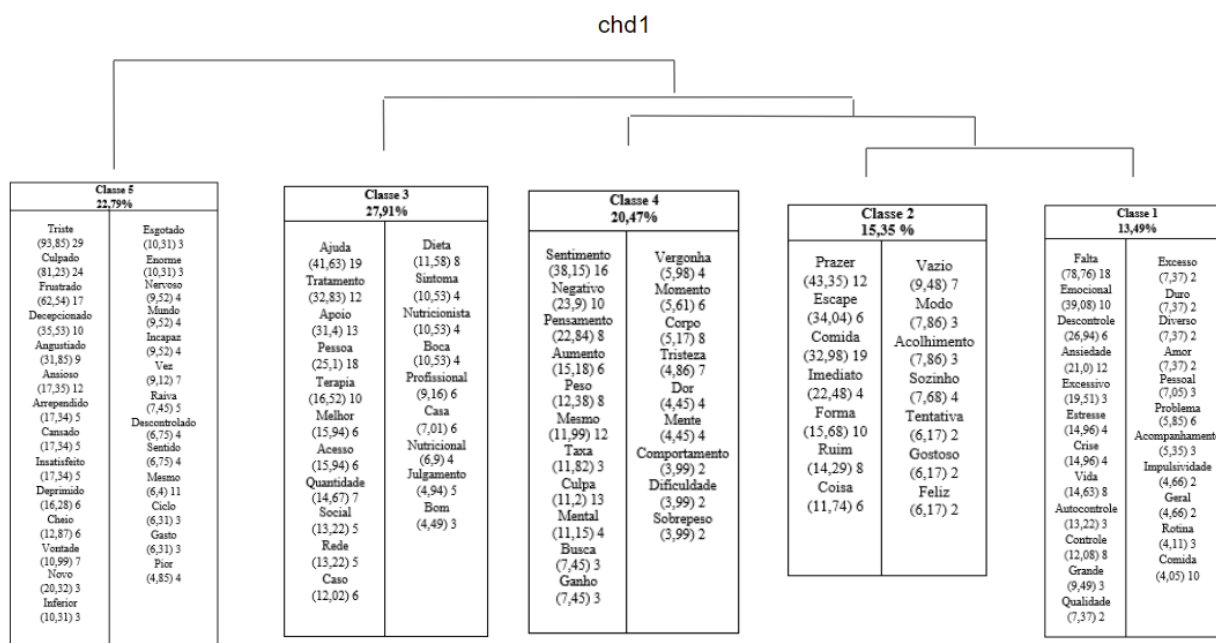 chd1
Classe 5
22,79%
Triste
(93,85) 29
Culpado
(81,23) 24
Frustrado
(62,54) 17
Decepcionado
(35,53) 10
Angustiado
(31,85) 9
Ansioso
(17,35) 12
Arrependido
(17,34) 5
Cansado
(17,34) 5
Insatisfeito
(17,34) 5
Deprimido
(16,28) 6
Cheio
(12,87) 6
Vontade
(10,99) 7
Novo
(20,32) 3
Inferior
(10,31) 3
Esgotado
(10,31) 3
Enorme
(10,31) 3
Nervoso
(9,52) 4
Mundo
(9,52) 4
Incapaz
(9,52) 4
Vez
(9,12) 7
Raiva
(7,45) 5
Descontrolado
(6,75) 4
Sentido
(6,75) 4
Mesmo
(6,4) 11
Ciclo
(6,31) 3
Gasto
(6,31) 3
Pior
(4,85) 4
Classe 3
27,91%
Ajuda
(41,63) 19
Tratamento
(32,83) 12
Apoio
(31,4) 13
Pessoa
(25,1) 18
Terapia
(16,52) 10
Melhor
(15,94) 6
Acesso
(15,94) 6
Quantidade
(14,67) 7
Social
(13,22) 5
Rede
(13,22) 5
Caso
(12,02) 6
Dieta
(11,58) 8
Sintoma
(10,53) 4
Nutricionista
(10,53) 4
Boca
(10,53) 4
Profissional
(9,16) 6
Casa
(7,01) 6
Nutricional
(6,9) 4
Julgamento
(4,94) 5
Bom
(4,49) 3
Classe 4
20,47%
Sentimento
(38,15) 16
Negativo
(23,9) 10
Pensamento
(22,84) 8
Aumento
(15,18) 6
Peso
(12,38) 8
Mesmo
(11,99) 12
Taxa
(11,82) 3
Culpa
(11,2) 13
Mental
(11,15) 4
Busca
(7,45) 3
Ganho
(7,45) 3
Vergonha
(5,98) 4
Momento
(5,61) 6
Corpo
(5,17) 8
Tristeza
(4,86) 7
Dor
(4,45) 4
Mente
(4,45) 4
Comportamento
(3,99) 2
Dificuldade
(3,99) 2
Sobrepeso
(3,99) 2
Classe 2
15,35 %
Prazer
(43,35) 12
Escape
(34,04) 6
Comida
(32,98) 19
Imediato
(22,48) 4
Forma
(15,68) 10
Ruim
(14,29) 8
Coisa
(11,74) 6
Vazio
(9,48) 7
Modo
(7,86) 3
Acolhimento
(7,86) 3
Sozinho
(7,68) 4
Tentativa
(6,17) 2
Gostoso
(6,17) 2
Feliz
(6,17) 2
Classe 1
13,49%
Falta
(78,76) 18
Emocional
(39,08) 10
Descontrole
(26,94) 6
Ansiedade
(21,0) 12
Excessivo
(19,51) 3
Estresse
(14,96) 4
Crise
(14,96) 4
Vida
(14,63) 8
Autocontrole
(13,22) 3
Controle
(12,08) 8
Grande
(9,49) 3
Qualidade
(7,37) 2
Excesso
(7,37) 2
Duro
(7,37) 2
Diverso
(7,37) 2
Amor
(7,37) 2
Pessoal
(7,05) 3
Problema
(5,85) 6
Acompanhamento
(5,35) 3
Impulsividade
(4,66) 2
Geral
(4,66) 2
Rotina
(4,11) 3
Comida
(4,05) 10